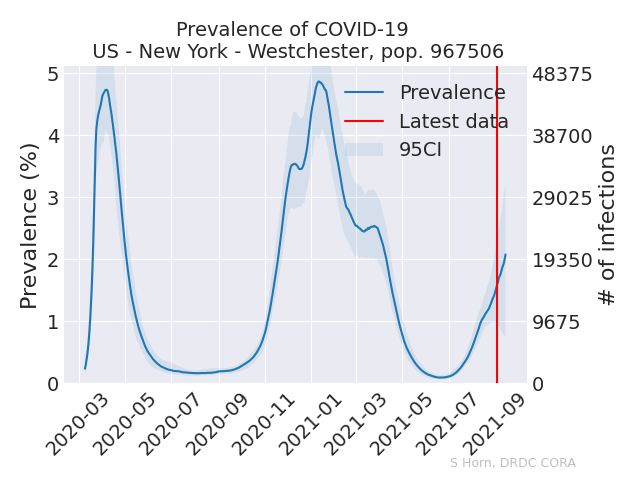 Prevalence of COVID-19
US - New York - Westchester, pop. 967506
Prevalence (%)
5
4
3
2
1
0
48375
38700
29025
19350
9675
0
# of infections
Prevalence
Latest data
95CI
2020-03
2020-05
2020-07
2020-09
2020-11
2021-01
2021-03
2021-05
2021-07
2021-09
S Horn, DRDC CORA